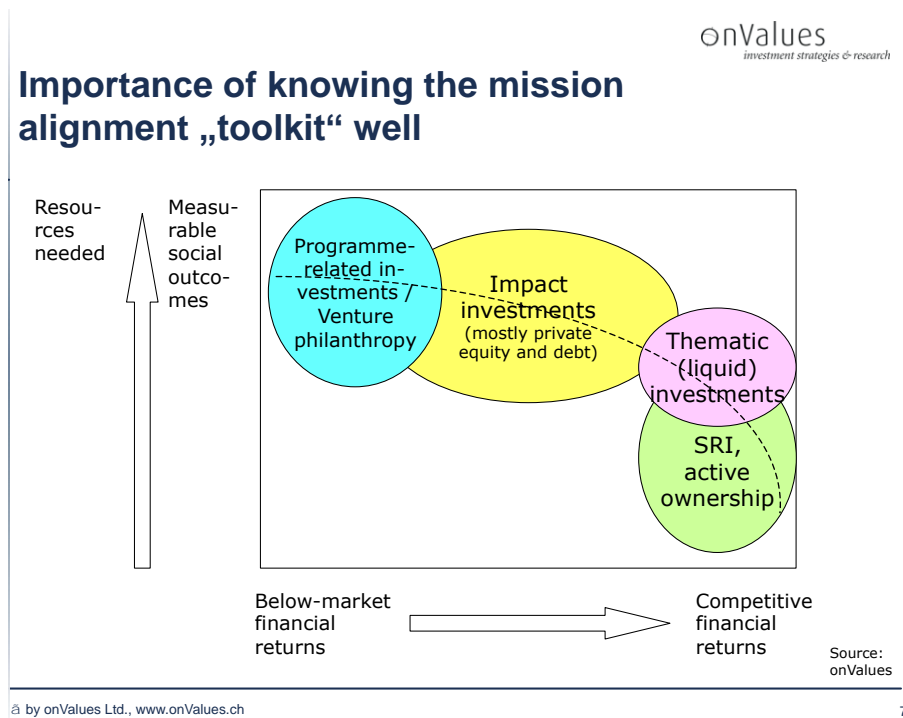 onValues
investment strategies & research
Importance of knowing the mission
alignment „toolkit“ well
Resou-
rces
needed
Measu-
rable
social
outco-
mes
Programme-
related in-
vestments /
Venture
philanthropy
Impact
investments
(mostly private
equity and debt)
Thematic
(liquid)
investments
SRI,
active
ownership
Below-market
financial
returns
Competitive
financial
returns
Source:
onValues
ã by onValues Ltd., www.onValues.ch
7